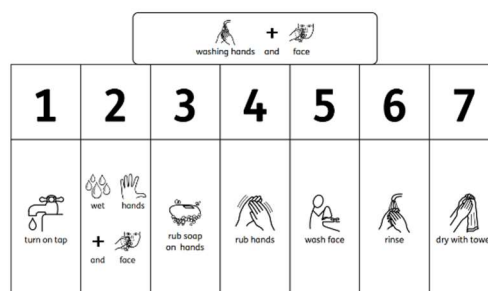 +
washing hands and face
1 2 3 4 5 6 7
turn on tap
wet hands
+
and face
rub soap
on hands
rub hands
wash face
rinse
dry with towel